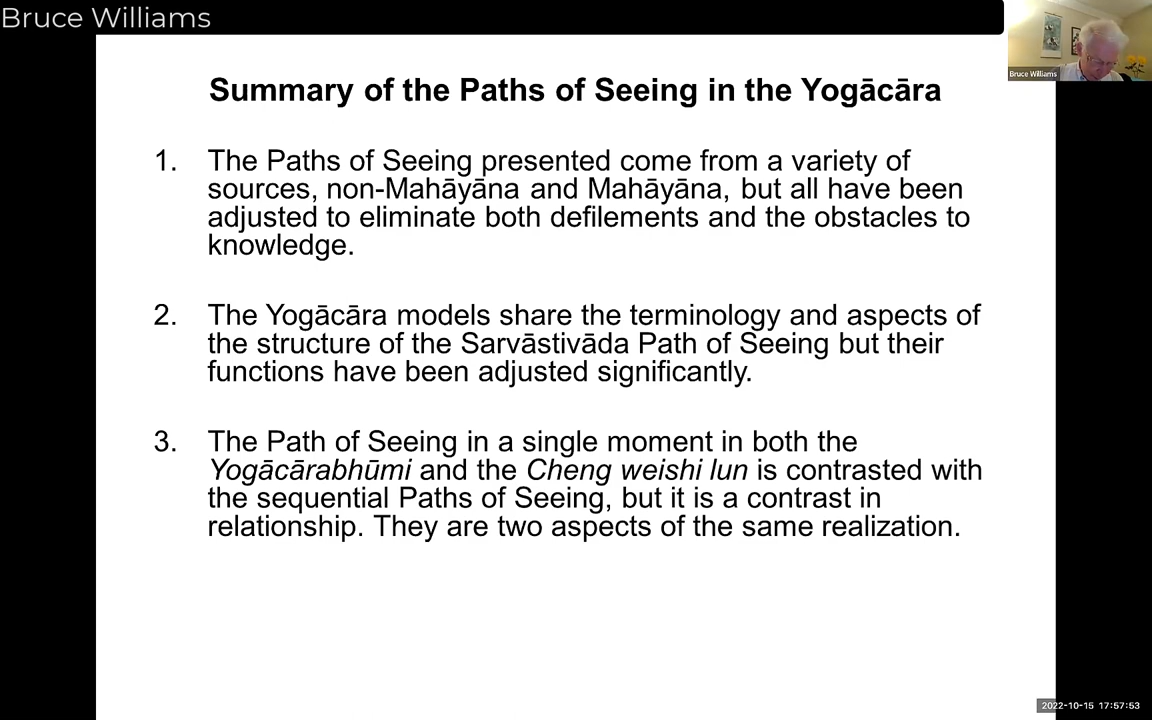 Bruce Williams
Bruce Williams
Summary of the Paths of Seeing in the Yogācāra
1. The Paths of Seeing presented come from a variety of
sources, non-Mahāyāna and Mahāyāna, but all have been
adjusted to eliminate both defilements and the obstacles to
knowledge.
2. The Yogācāra models share the terminology and aspects of
the structure of the Sarvāstivāda Path of Seeing but their
functions have been adjusted significantly.
3. The Path of Seeing in a single moment in both the
Yogācārabhūmi and the Cheng weishi lun is contrasted with
the sequential Paths of Seeing, but it is a contrast in
relationship. They are two aspects of the same realization.
2022-10-15 17:57:53